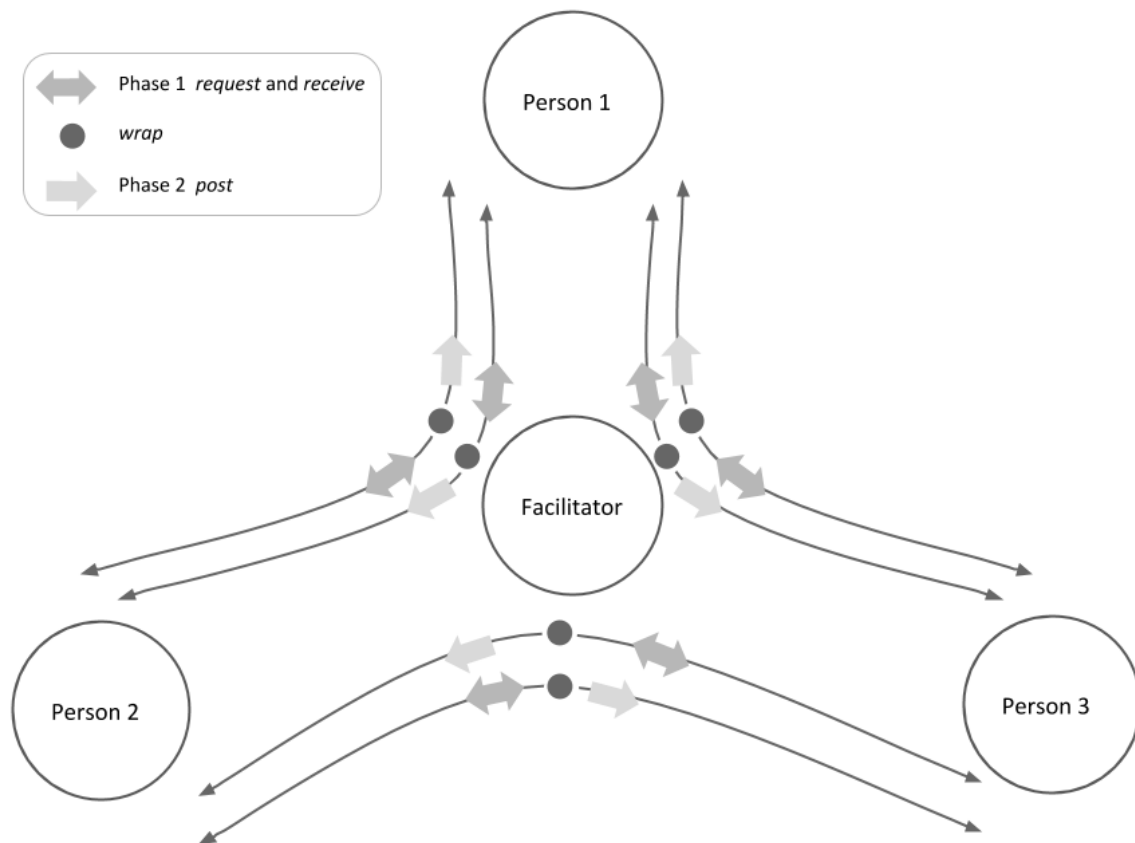 Phase 1 request and receive
wrap
Phase 2 post
Person 1
Facilitator
Person 2
Person 3